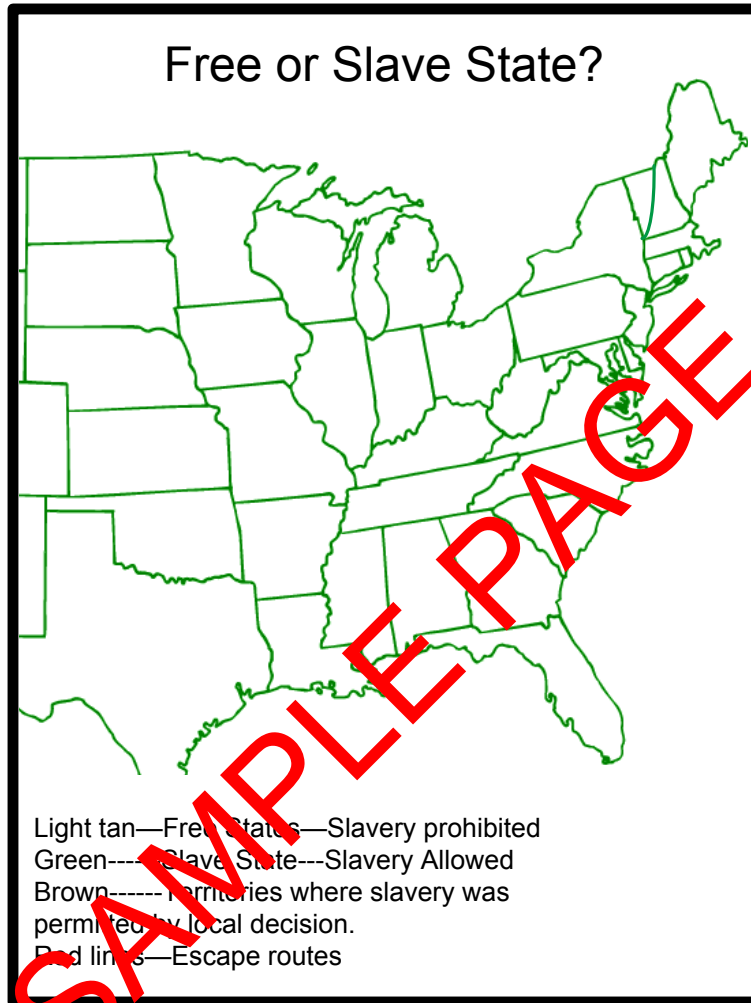 Free or Slave State?
SAMPLE PAGE
Light tan—Free States—Slavery prohibited
Green-----Slave State---Slavery Allowed
Brown------Territories where slavery was
permitted by local decision.
Red lines—Escape routes